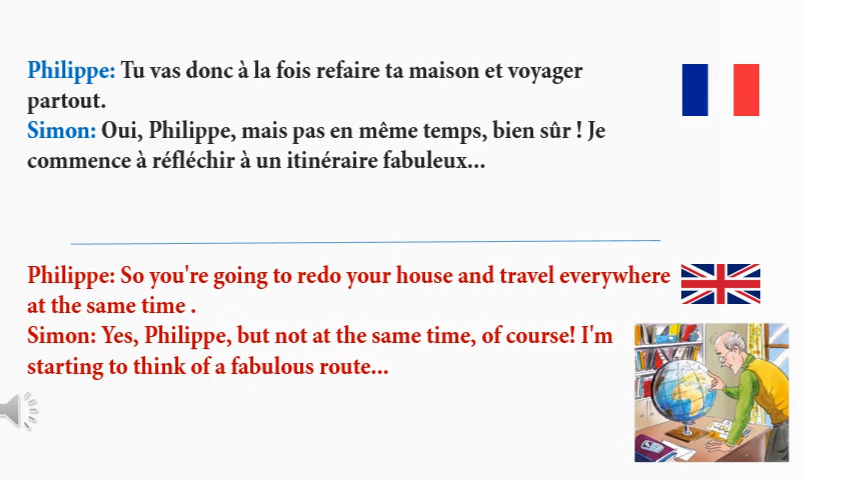 Philippe: Tu vas donc à la fois refaire ta maison et voyager
partout.
Simon: Oui, Philippe, mais pas en même temps, bien sûr ! Je
commence à réfléchir à un itinéraire fabuleux...
Philippe: So you're going to redo your house and travel everywhere
at the same time .
Simon: Yes, Philippe, but not at the same time, of course! I'm
starting to think of a fabulous route...